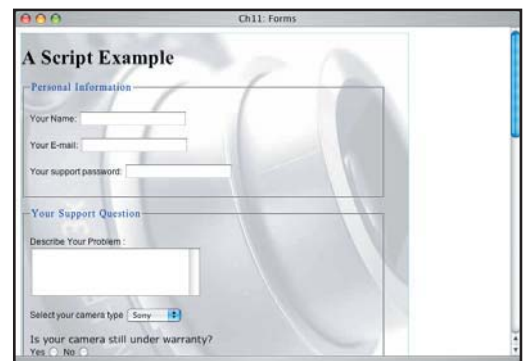 Ch11: Forms
A Script Example
Personal Information
Your Name:
Your E-mail:
Your support password:
Your Support Question
Describe Your Problem :
Select your camera type Sony
Is your camera still under warranty?
Yes No